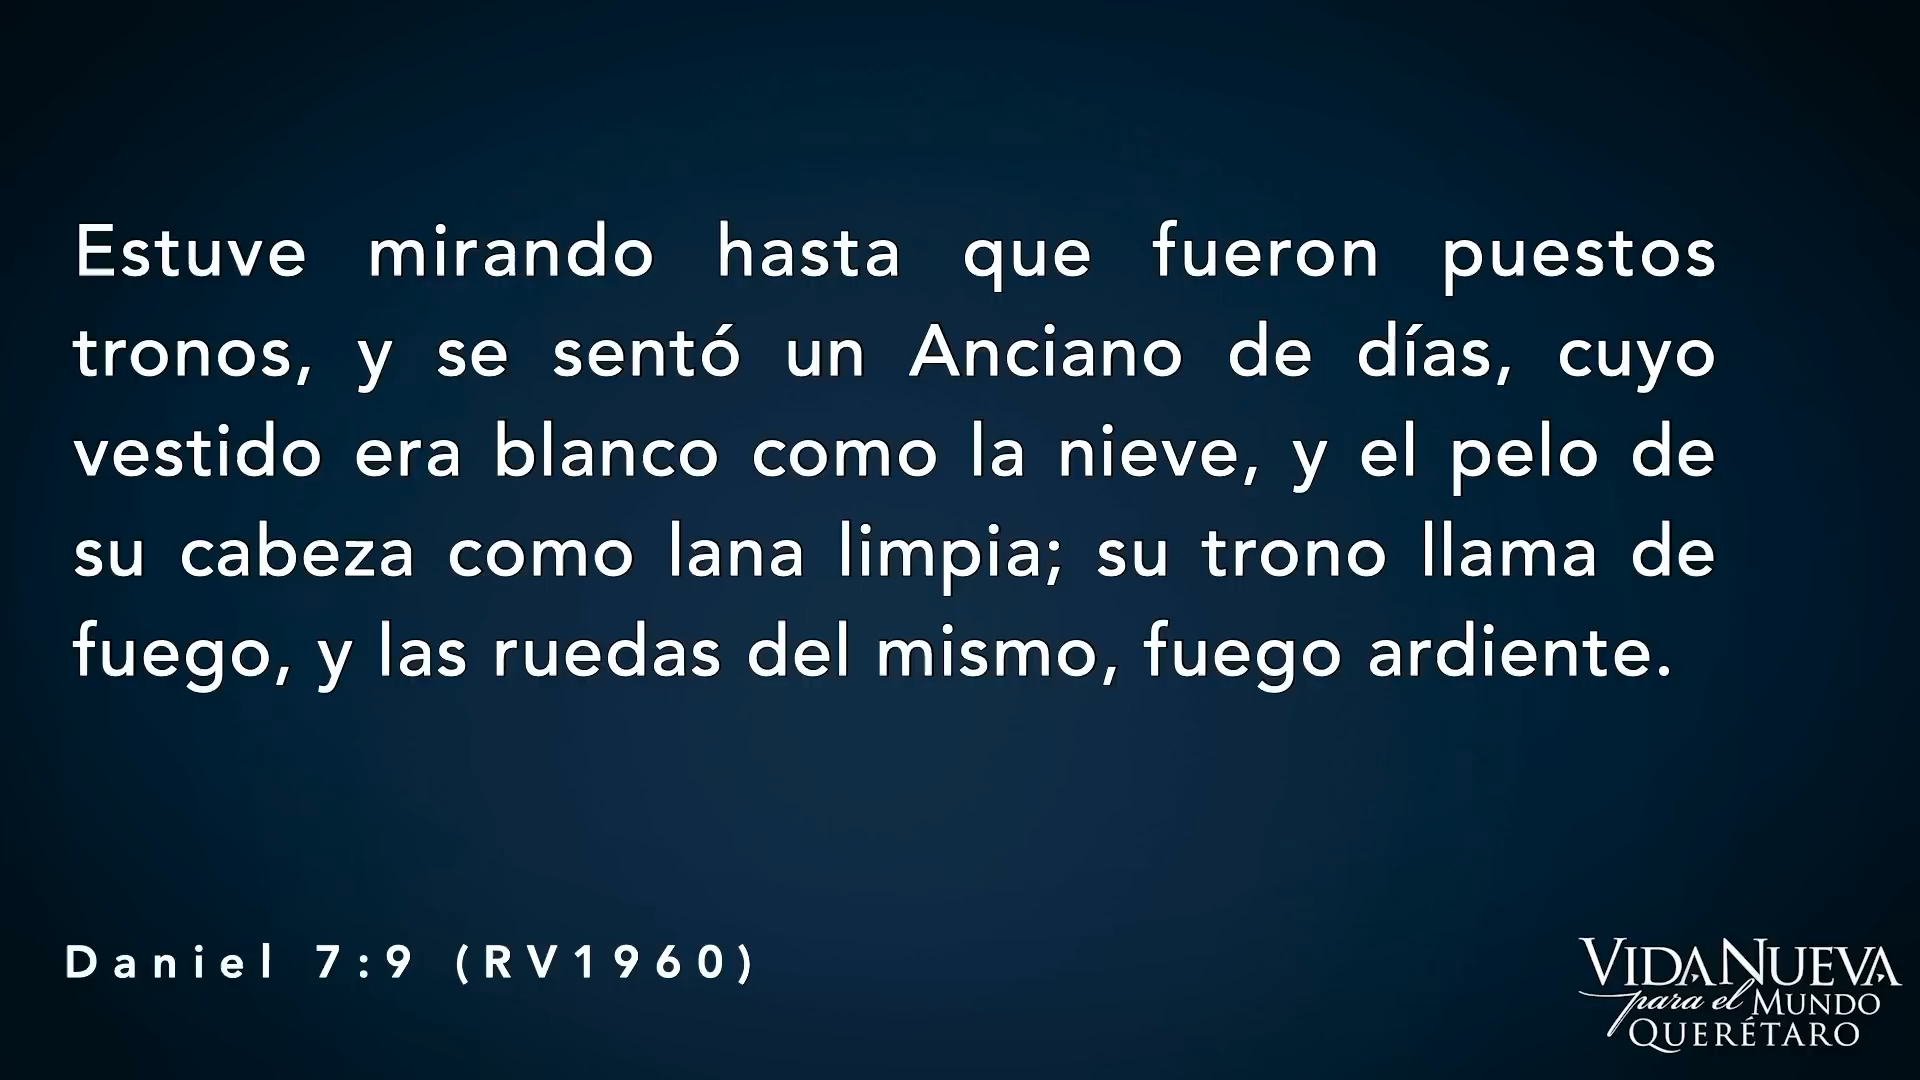 Estuve mirando hasta que fueron puestos
tronos, y se sentó un Anciano de días, cuyo
vestido era blanco como la nieve, y el pelo de
su cabeza como lana limpia; su trono llama de
fuego, y las ruedas del mismo, fuego ardiente.
Daniel 7:9 (RV1960)
VIDA NUEVA
para el MUNDO
QUERÉTARO